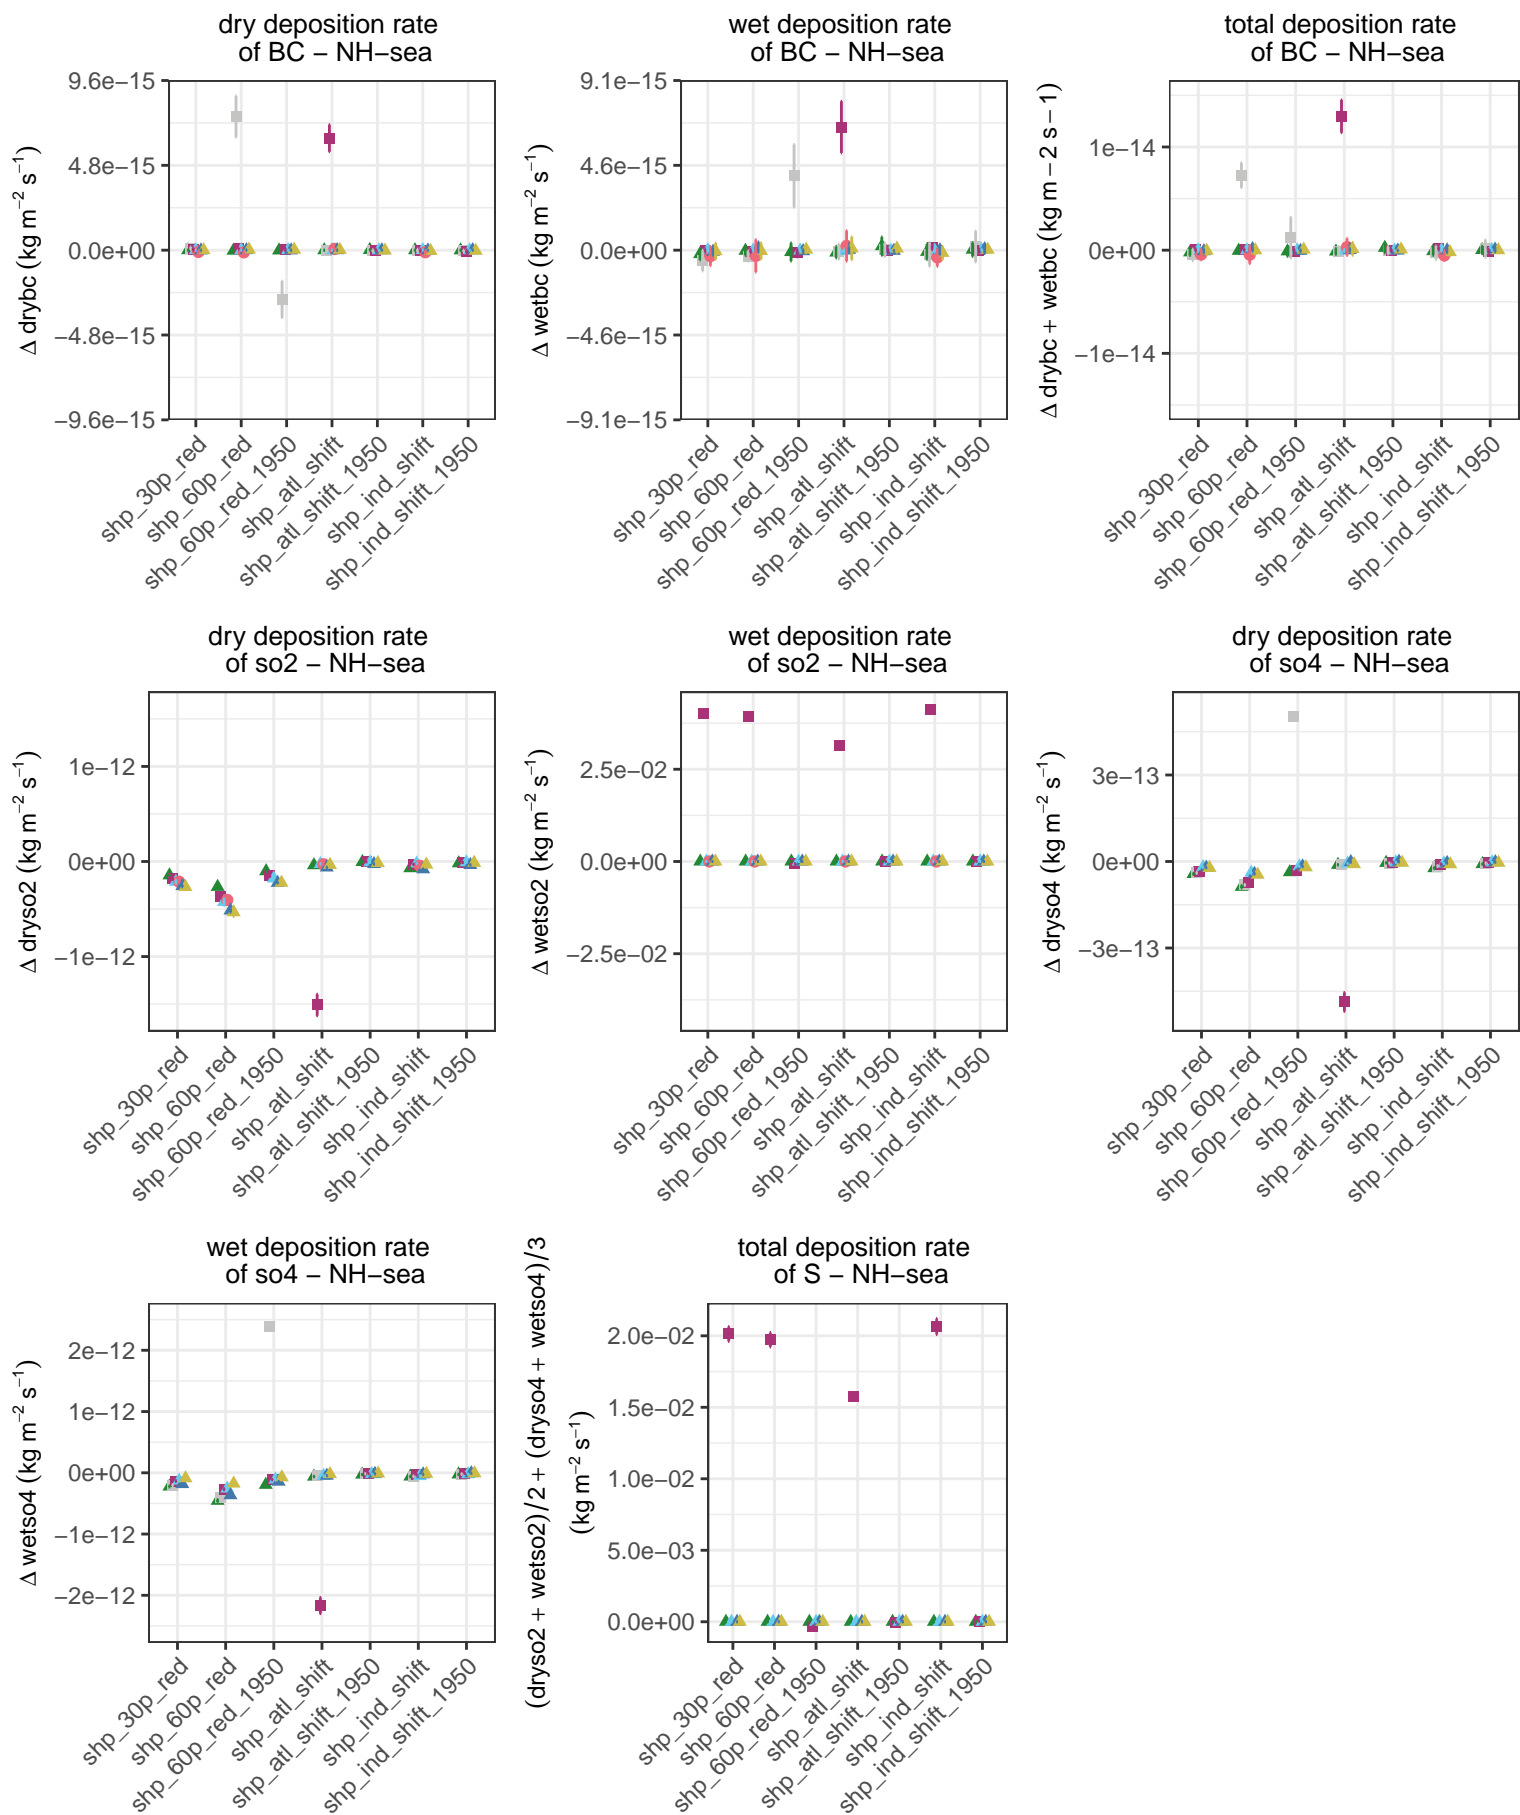 dry deposition rate
of BC − NH−sea
9.6e−15
4.8e−15
0.0e+00
−4.8e−15
−9.6e−15
Δ drybc (kg m−2 s−1)
shp_30p_red
shp_60p_red
shp_60p_red_1950
shp_atl_shift
shp_atl_shift_1950
shp_ind_shift
shp_ind_shift_1950
wet deposition rate
of BC − NH−sea
9.1e−15
4.6e−15
0.0e+00
−4.6e−15
−9.1e−15
Δ wetbc (kg m−2 s−1)
shp_30p_red
shp_60p_red
shp_60p_red_1950
shp_atl_shift
shp_atl_shift_1950
shp_ind_shift
shp_ind_shift_1950
total deposition rate
of BC − NH−sea
1e−14
0e+00
−1e−14
Δ drybc + wetbc (kg m − 2 s − 1)
shp_30p_red
shp_60p_red
shp_60p_red_1950
shp_atl_shift
shp_atl_shift_1950
shp_ind_shift
shp_ind_shift_1950
dry deposition rate
of so2 − NH−sea
1e−12
0e+00
−1e−12
Δ dryso2 (kg m−2 s−1)
shp_30p_red
shp_60p_red
shp_60p_red_1950
shp_atl_shift
shp_atl_shift_1950
shp_ind_shift
shp_ind_shift_1950
wet deposition rate
of so2 − NH−sea
2.5e−02
0.0e+00
−2.5e−02
Δ wetso2 (kg m−2 s−1)
shp_30p_red
shp_60p_red
shp_60p_red_1950
shp_atl_shift
shp_atl_shift_1950
shp_ind_shift
shp_ind_shift_1950
dry deposition rate
of so4 − NH−sea
3e−13
0e+00
−3e−13
Δ dryso4 (kg m−2 s−1)
shp_30p_red
shp_60p_red
shp_60p_red_1950
shp_atl_shift
shp_atl_shift_1950
shp_ind_shift
shp_ind_shift_1950
wet deposition rate
of so4 − NH−sea
2e−12
1e−12
0e+00
−1e−12
−2e−12
Δ wetso4 (kg m−2 s−1)
shp_30p_red
shp_60p_red
shp_60p_red_1950
shp_atl_shift
shp_atl_shift_1950
shp_ind_shift
shp_ind_shift_1950
total deposition rate
of S − NH−sea
2.0e−02
1.5e−02
1.0e−02
5.0e−03
0.0e+00
(dryso2 + wetso2)/2 + (dryso4 + wetso4)/3
(kg m−2 s−1)
shp_30p_red
shp_60p_red
shp_60p_red_1950
shp_atl_shift
shp_atl_shift_1950
shp_ind_shift
shp_ind_shift_1950